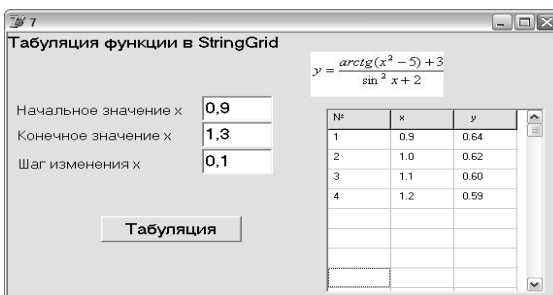 7
Табуляция функции в StringGrid
y = arctg(x² − 5) + 3 / sin² x + 2
Начальное значение x 0,9
Конечное значение x 1,3
Шаг изменения x 0,1
Табуляция
№ x y
1 0.9 0.64
2 1.0 0.62
3 1.1 0.60
4 1.2 0.59